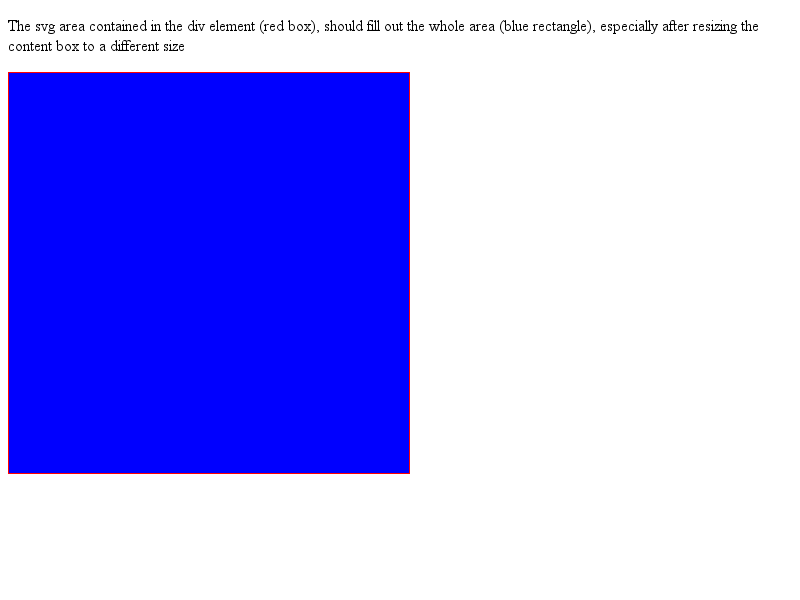 The svg area contained in the div element (red box), should fill out the whole area (blue rectangle), especially after resizing the
content box to a different size